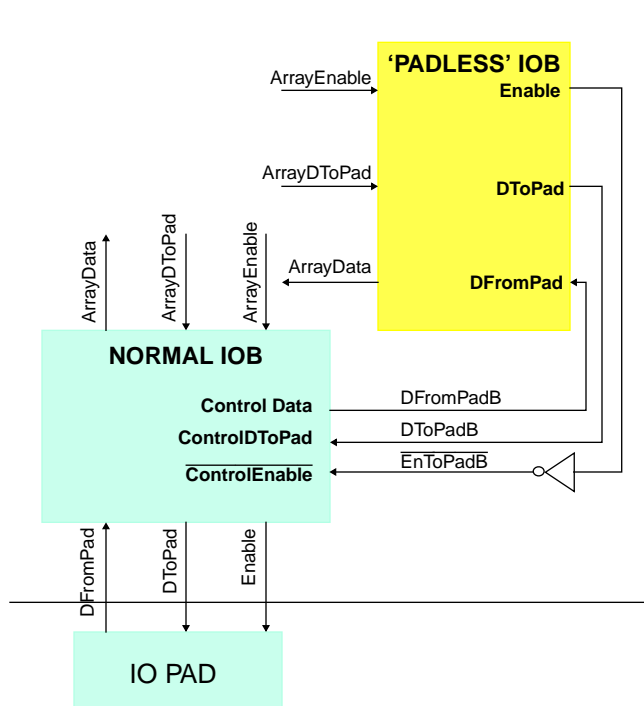 ‘PADLESS’ IOB
ArrayEnable
Enable
ArrayDToPad
DToPad
ArrayData
ArrayDToPad
ArrayEnable
ArrayData
DFromPad
NORMAL IOB
Control Data
DFromPadB
ControlDToPad
DToPadB
ControlEnable
EnToPadB
DFromPad
DToPad
Enable
IO PAD